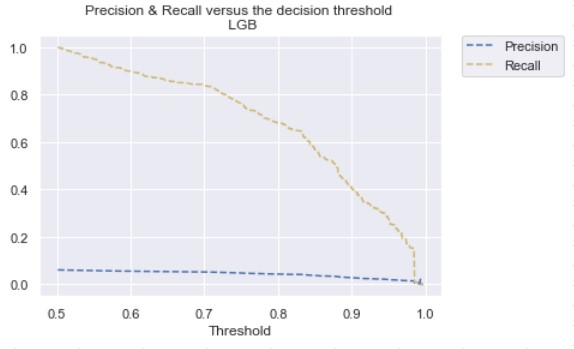 Precision & Recall versus the decision threshold
LGB
Precision
Recall
1.0
0.8
0.6
0.4
0.2
0.0
0.5 0.6 0.7 0.8 0.9 1.0
Threshold